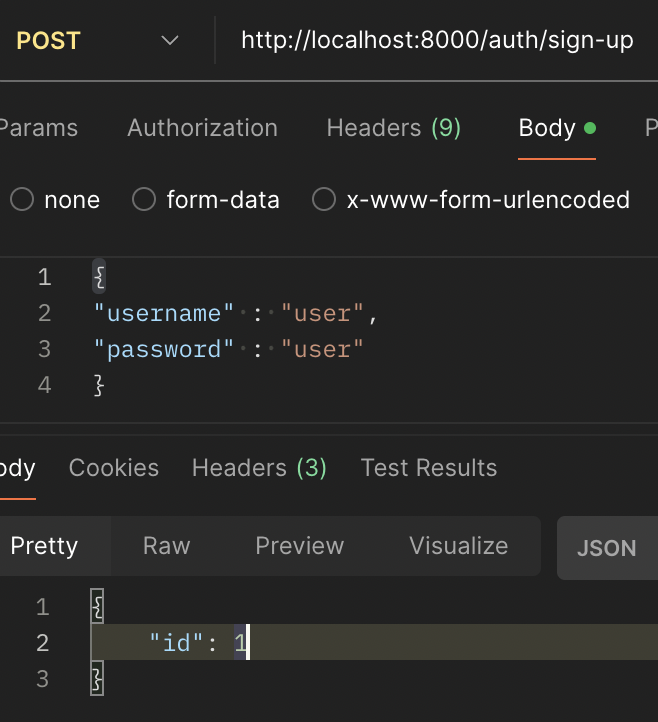 POST http://localhost:8000/auth/sign-up
Params Authorization Headers (9) Body P
none form-data x-www-form-urlencoded
1 {
2 "username" : "user",
3 "password" : "user"
4 }
ody Cookies Headers (3) Test Results
Pretty Raw Preview Visualize JSON
1 {
2 "id": 1
3 }